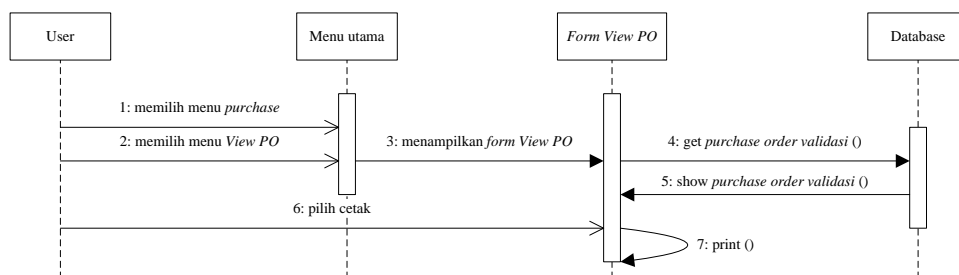 User
Menu utama
Form View PO
Database
1: memilih menu purchase
2: memilih menu View PO
3: menampilkan form View PO
4: get purchase order validasi ()
5: show purchase order validasi ()
6: pilih cetak
7: print ()